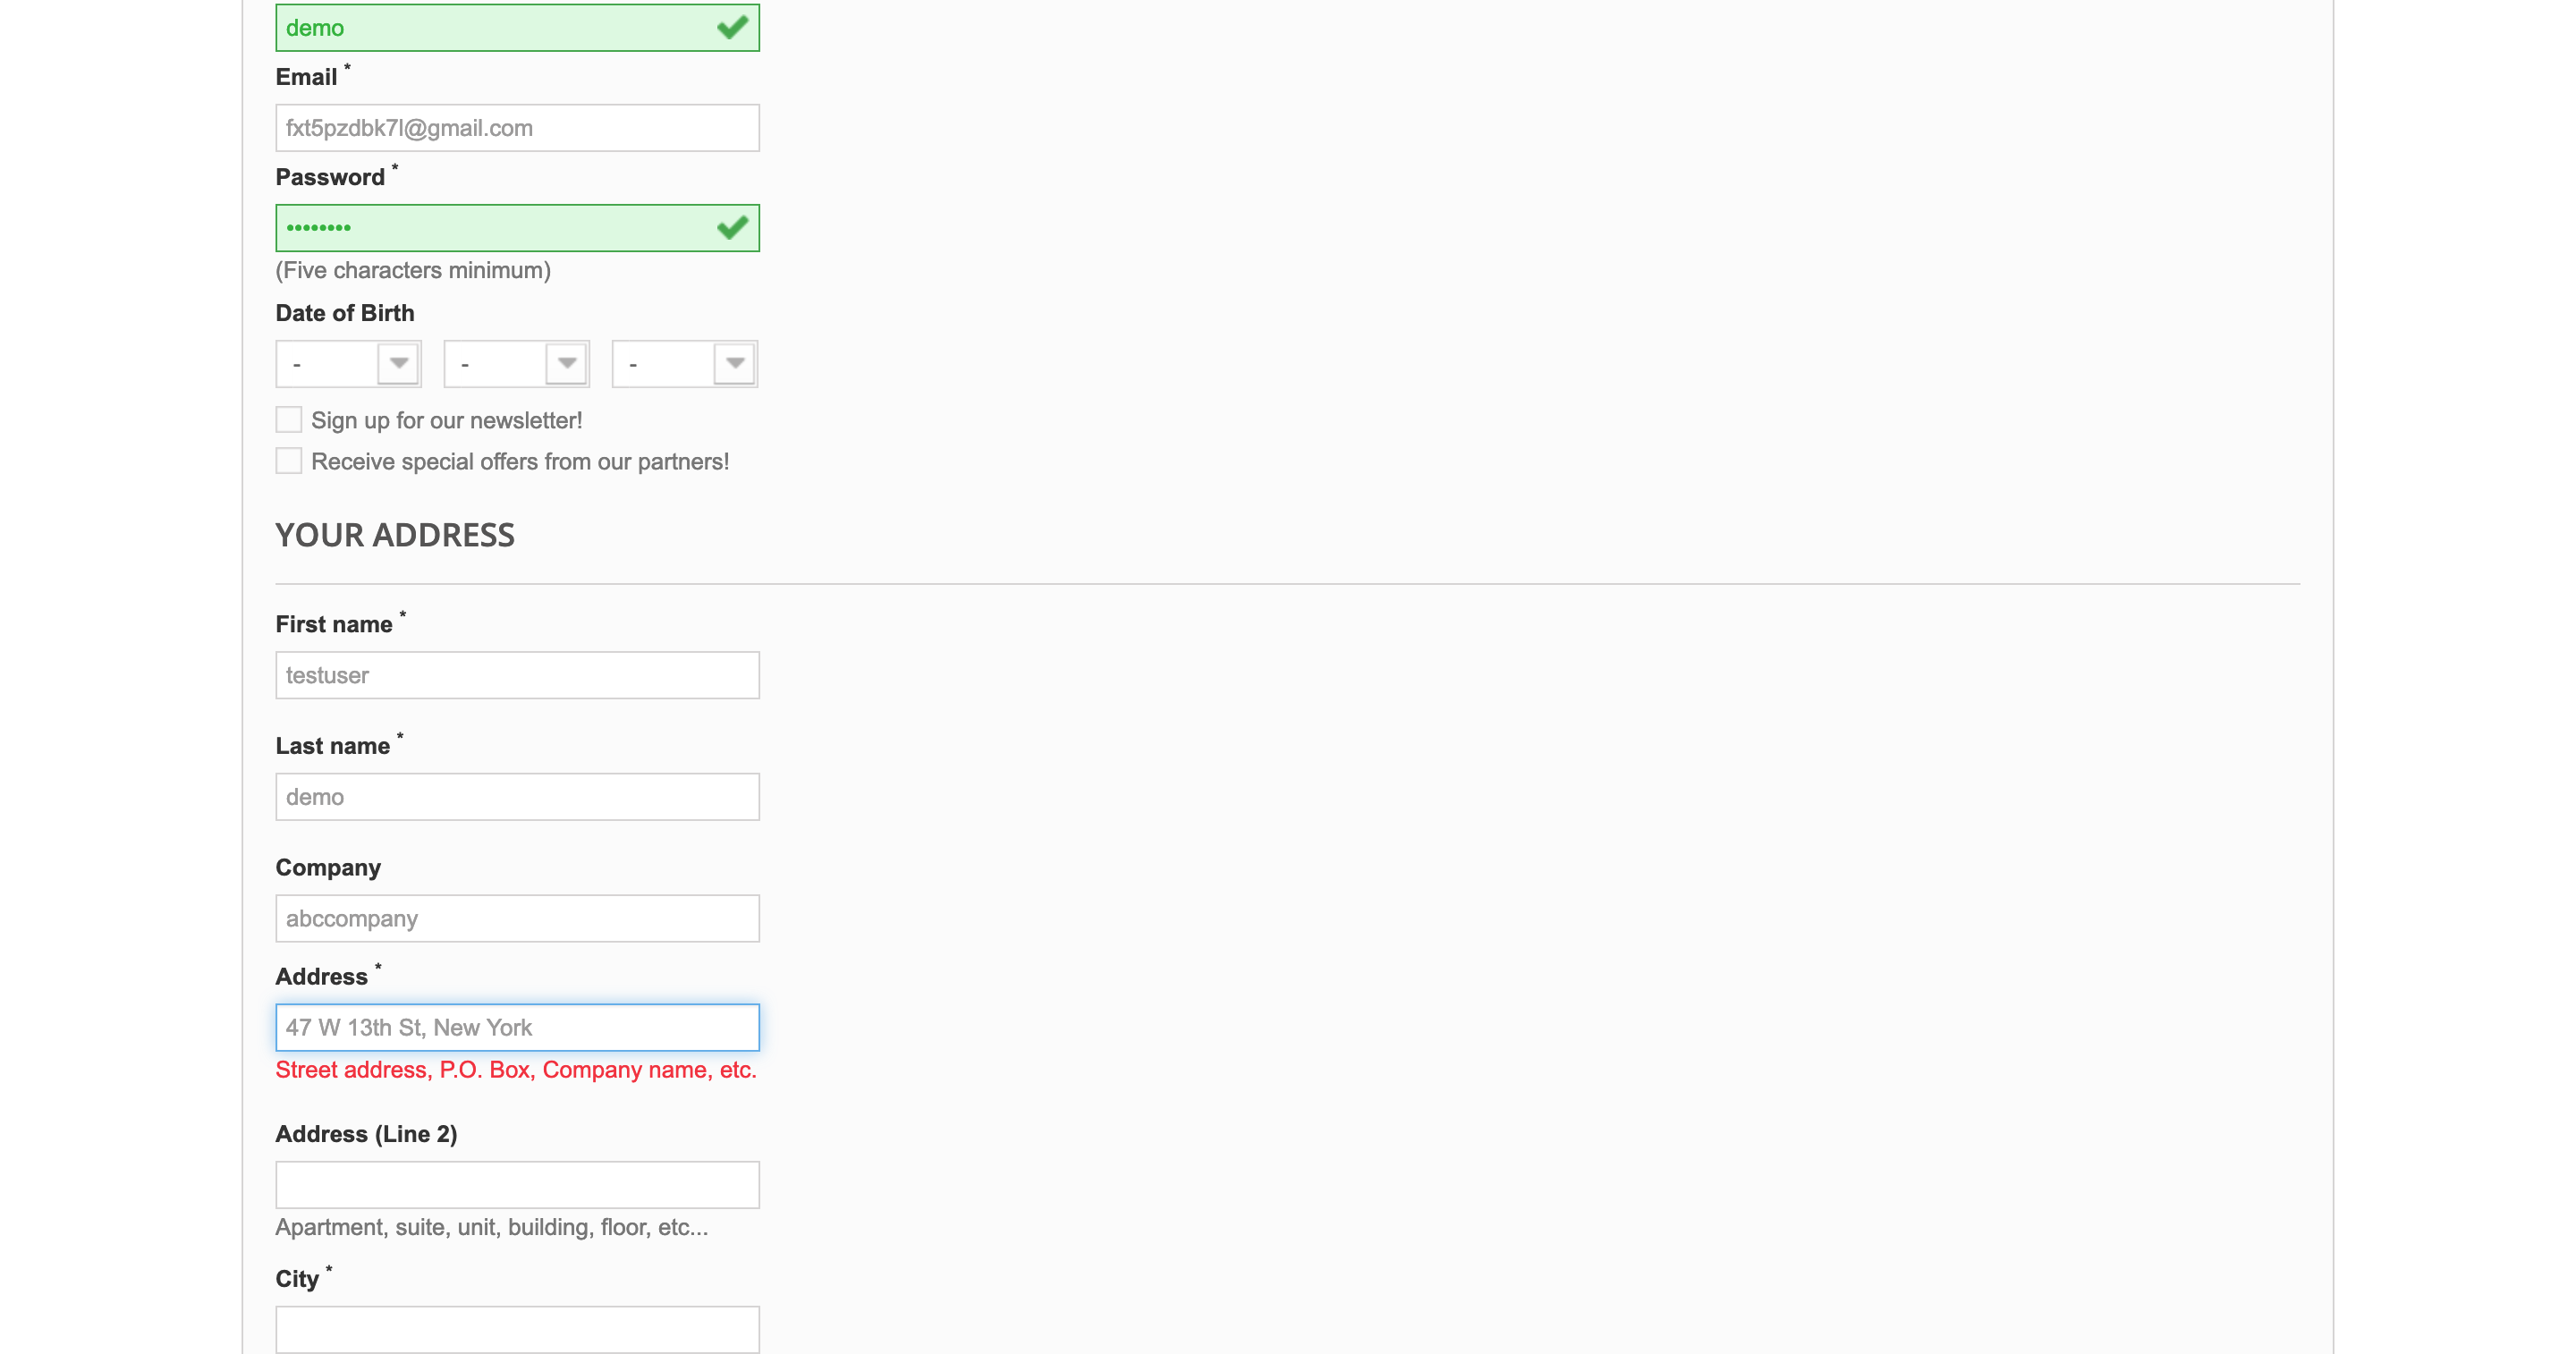 demo
Email *
fxt5pzdbk7l@gmail.com
Password *
••••••••
(Five characters minimum)
Date of Birth
- - -
Sign up for our newsletter!
Receive special offers from our partners!
YOUR ADDRESS
First name *
testuser
Last name *
demo
Company
abccompany
Address *
47 W 13th St, New York
Street address, P.O. Box, Company name, etc.
Address (Line 2)
Apartment, suite, unit, building, floor, etc...
City *